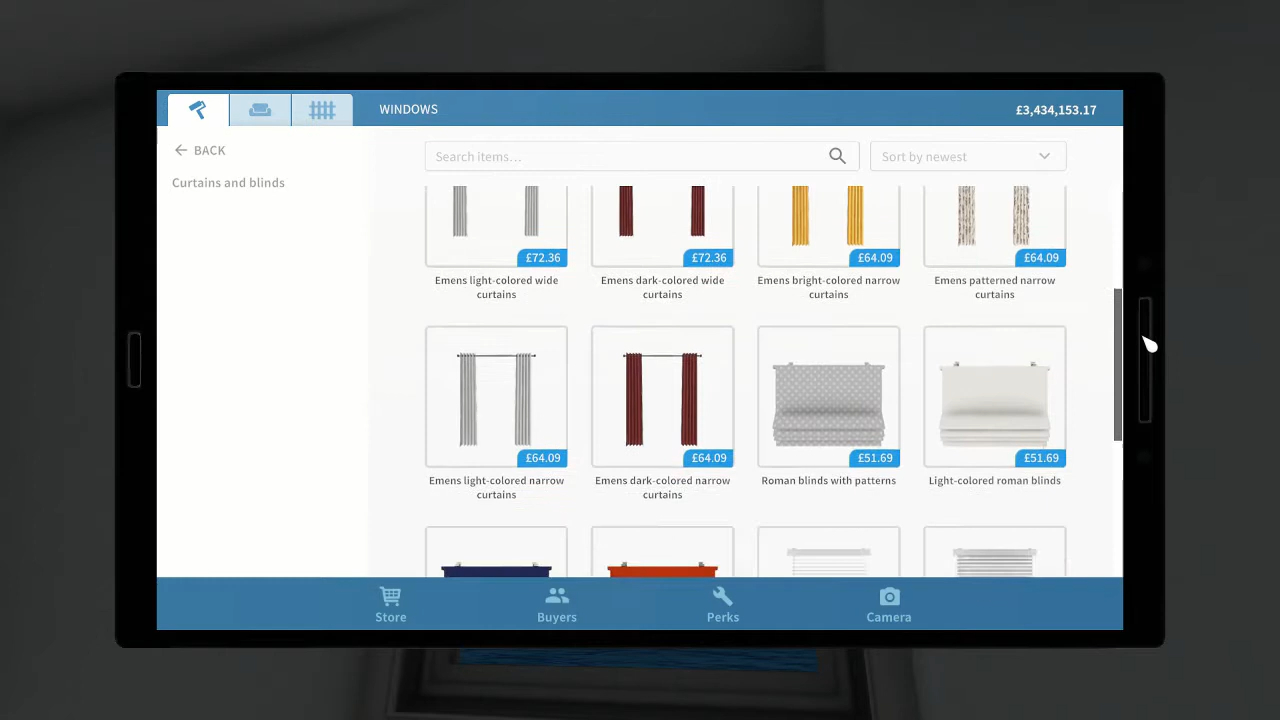 WINDOWS
£3,434,153.17
BACK
Search items...
Sort by newest
Curtains and blinds
£72.36
£72.36
£64.09
£64.09
Emens light-colored wide
curtains
Emens dark-colored wide
curtains
Emens bright-colored narrow
curtains
Emens patterned narrow
curtains
£64.09
£64.09
£51.69
£51.69
Emens light-colored narrow
curtains
Emens dark-colored narrow
curtains
Roman blinds with patterns
Light-colored roman blinds
Store
Buyers
Perks
Camera